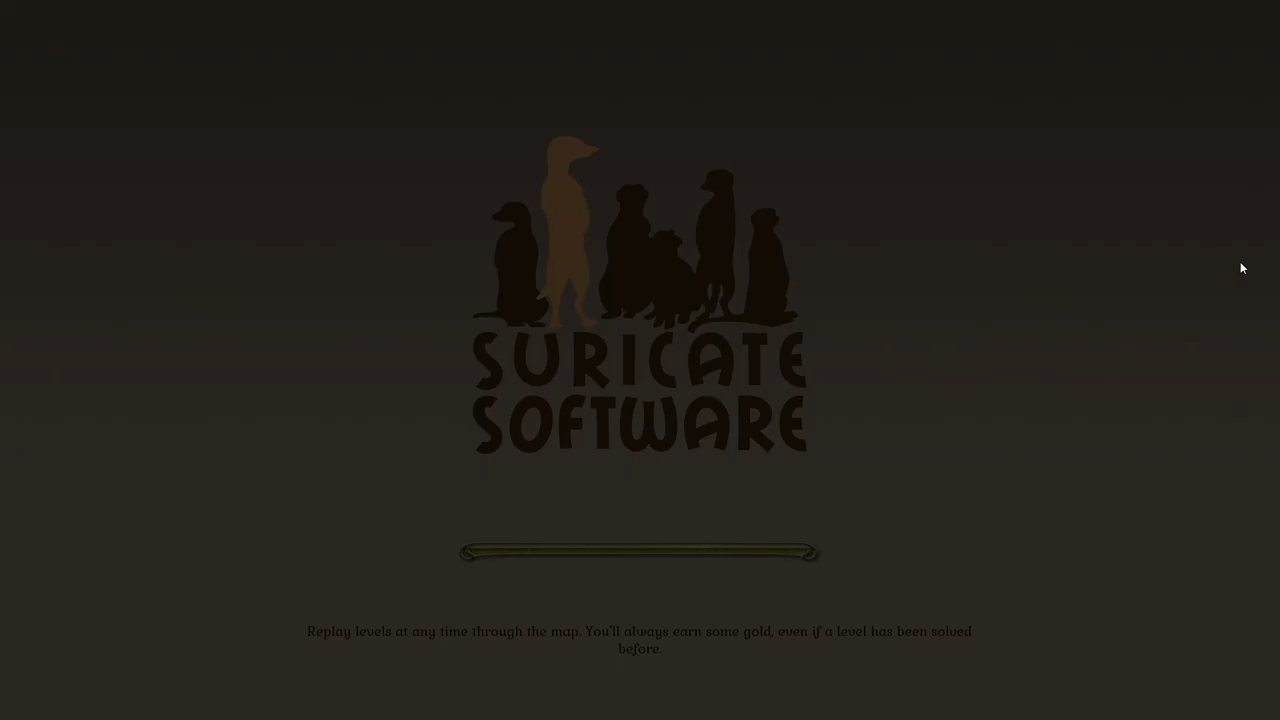 SURICATE
SOFTWARE
Replay levels at any time through the map. You'll always earn some gold, even if a level has been solved
before.